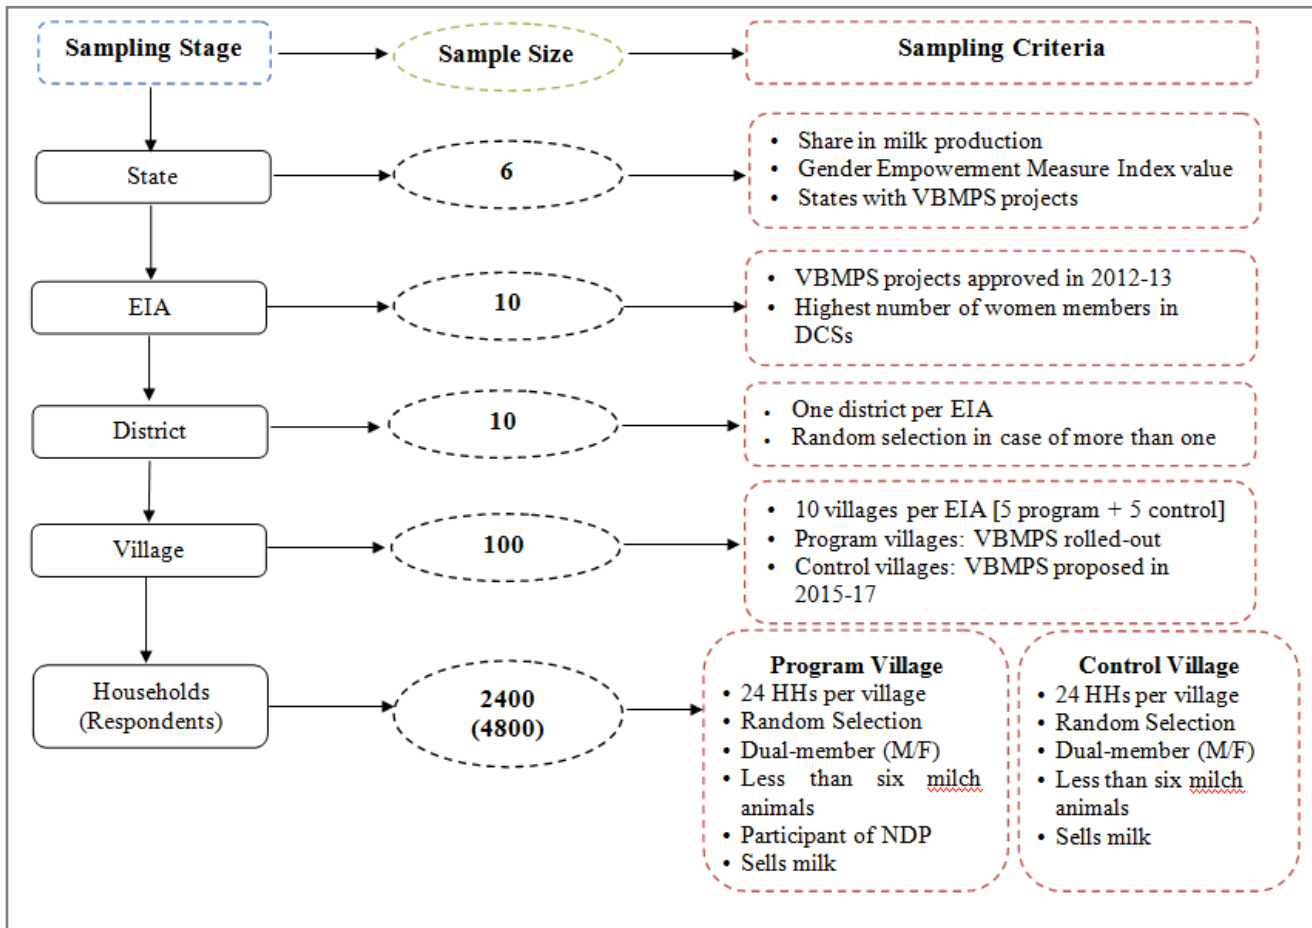 Sampling Stage
Sample Size
Sampling Criteria
State
6
• Share in milk production
• Gender Empowerment Measure Index value
• States with VBMPS projects
EIA
10
• VBMPS projects approved in 2012-13
• Highest number of women members in
DCSs
District
10
• One district per EIA
• Random selection in case of more than one
Village
100
• 10 villages per EIA [5 program + 5 control]
• Program villages: VBMPS rolled-out
• Control villages: VBMPS proposed in
2015-17
Households
(Respondents)
2400
(4800)
Program Village
• 24 HHs per village
• Random Selection
• Dual-member (M/F)
• Less than six milch
animals
• Participant of NDP
• Sells milk
Control Village
• 24 HHs per village
• Random Selection
• Dual-member (M/F)
• Less than six milch
animals
• Sells milk